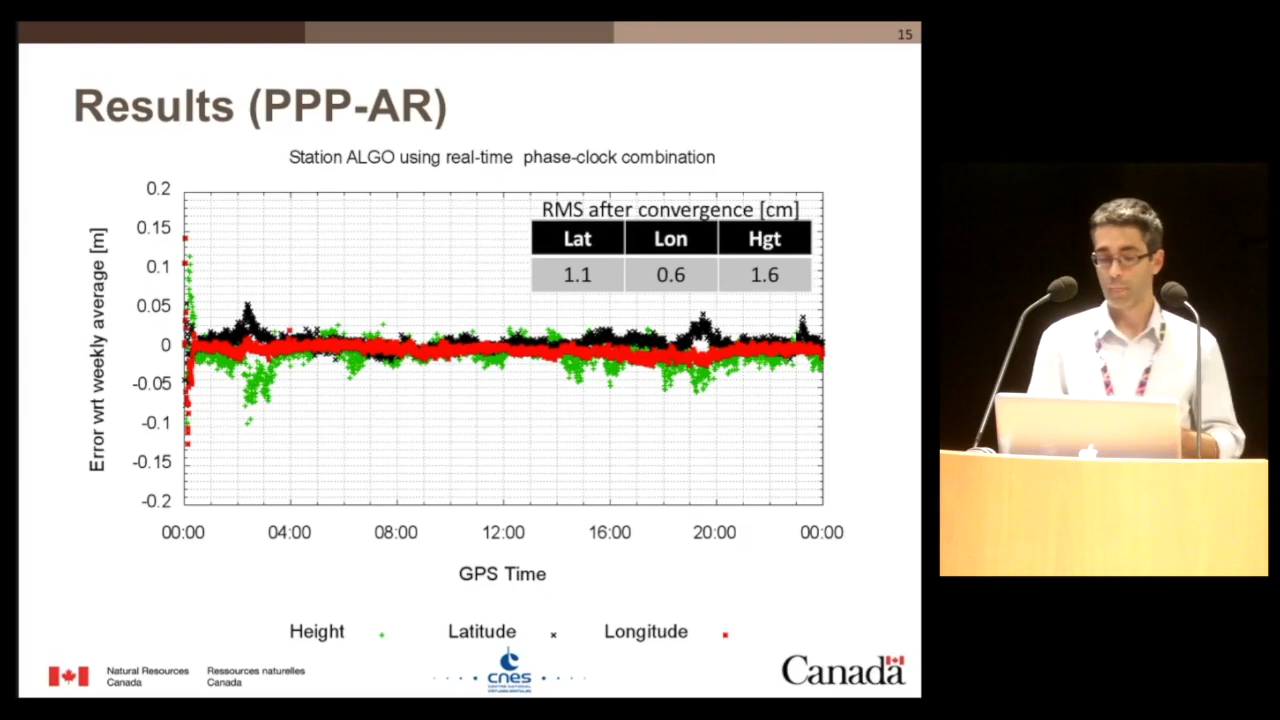 15
Results (PPP-AR)
Station ALGO using real-time phase-clock combination
Error wrt weekly average [m]
0.2
0.15
0.1
0.05
0
-0.05
-0.1
-0.15
-0.2
RMS after convergence [cm]
Lat Lon Hgt
1.1 0.6 1.6
00:00 04:00 08:00 12:00 16:00 20:00 00:00
GPS Time
Height Latitude Longitude
Natural Resources Ressources naturelles
Canada Canada
cnes
Canada